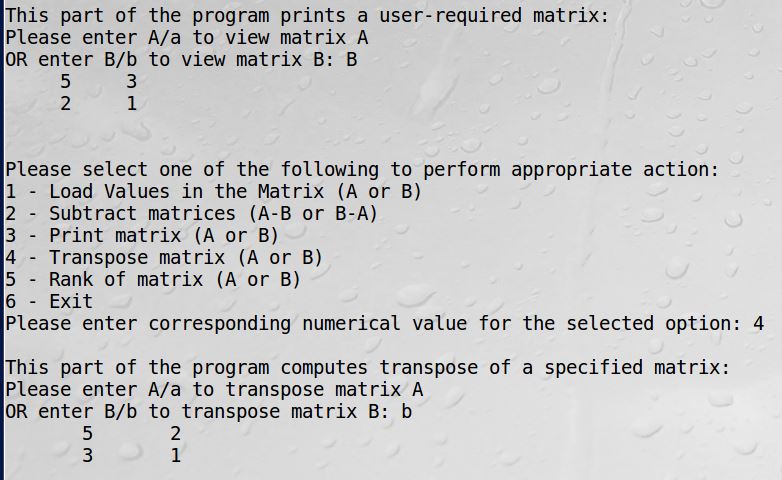 This part of the program prints a user-required matrix:
Please enter A/a to view matrix A
OR enter B/b to view matrix B: B
5 3
2 1
Please select one of the following to perform appropriate action:
1 - Load Values in the Matrix (A or B)
2 - Subtract matrices (A-B or B-A)
3 - Print matrix (A or B)
4 - Transpose matrix (A or B)
5 - Rank of matrix (A or B)
6 - Exit
Please enter corresponding numerical value for the selected option: 4
This part of the program computes transpose of a specified matrix:
Please enter A/a to transpose matrix A
OR enter B/b to transpose matrix B: b
5 2
3 1